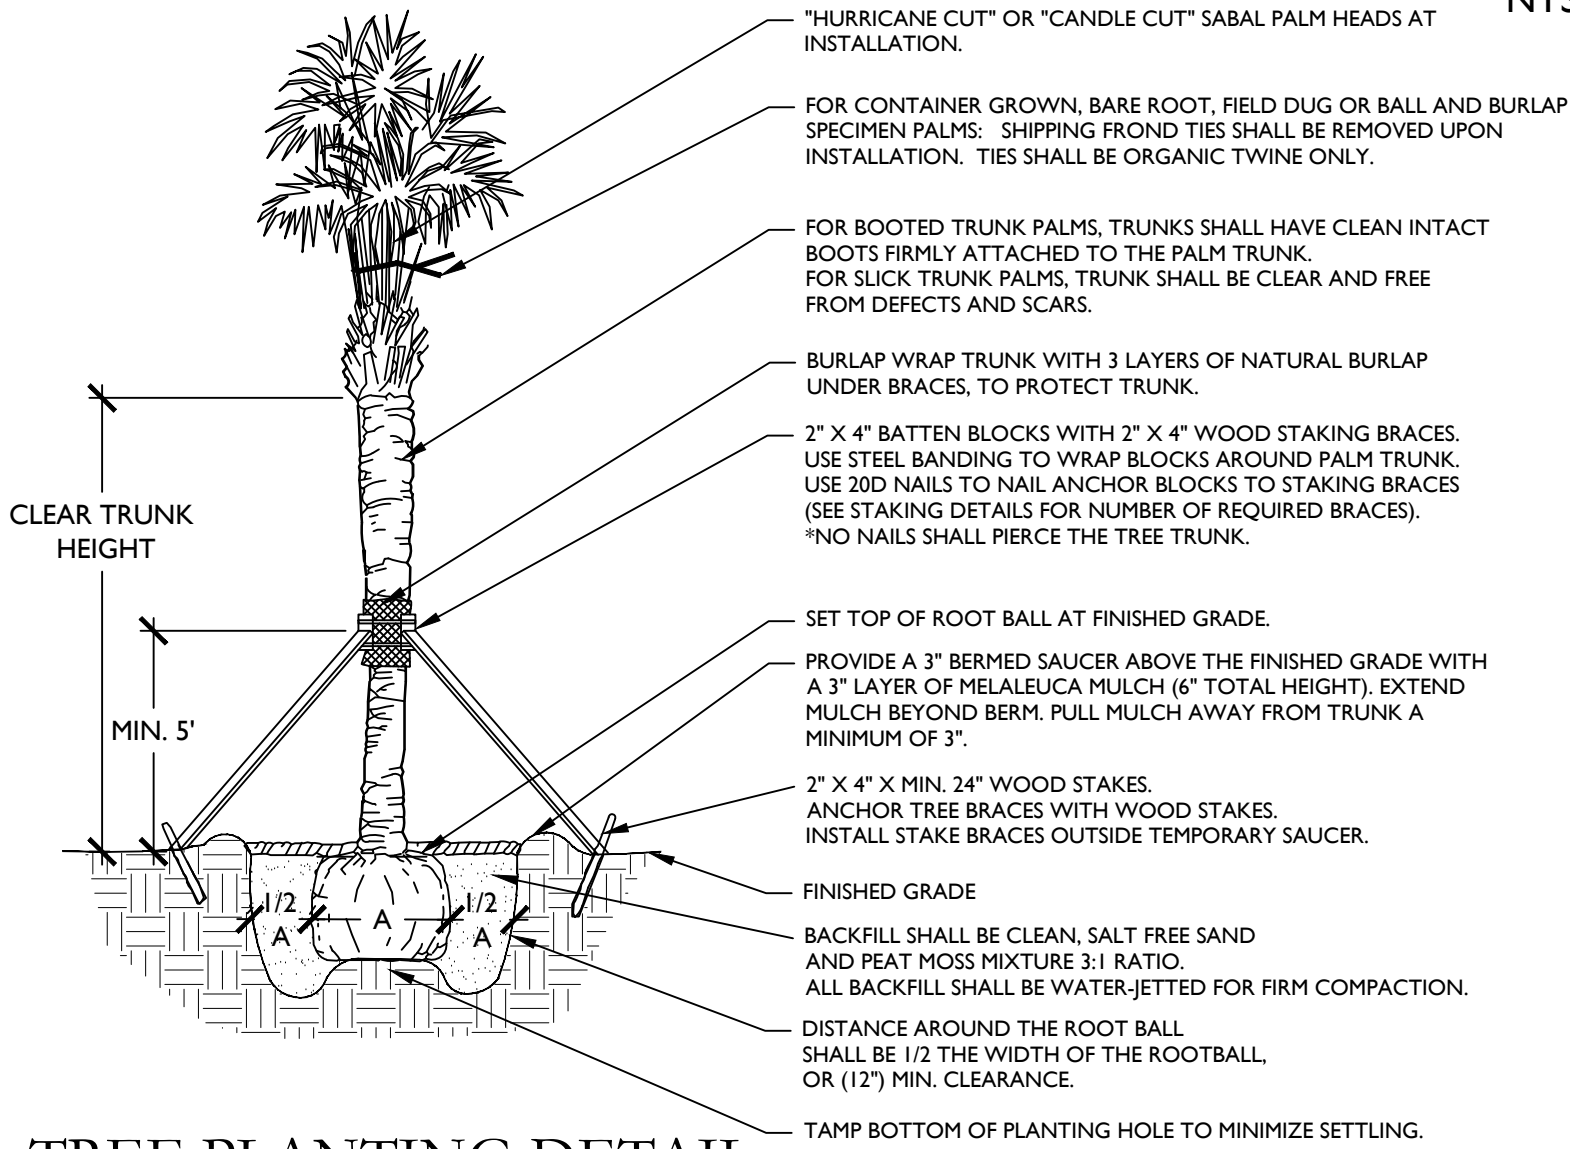 NTS
"HURRICANE CUT" OR "CANDLE CUT" SABAL PALM HEADS AT
INSTALLATION.
FOR CONTAINER GROWN, BARE ROOT, FIELD DUG OR BALL AND BURLAP
SPECIMEN PALMS: SHIPPING FROND TIES SHALL BE REMOVED UPON
INSTALLATION. TIES SHALL BE ORGANIC TWINE ONLY.
FOR BOOTED TRUNK PALMS, TRUNKS SHALL HAVE CLEAN INTACT
BOOTS FIRMLY ATTACHED TO THE PALM TRUNK.
FOR SLICK TRUNK PALMS, TRUNK SHALL BE CLEAR AND FREE
FROM DEFECTS AND SCARS.
BURLAP WRAP TRUNK WITH 3 LAYERS OF NATURAL BURLAP
UNDER BRACES, TO PROTECT TRUNK.
2" X 4" BATTEN BLOCKS WITH 2" X 4" WOOD STAKING BRACES.
USE STEEL BANDING TO WRAP BLOCKS AROUND PALM TRUNK.
USE 20D NAILS TO NAIL ANCHOR BLOCKS TO STAKING BRACES
(SEE STAKING DETAILS FOR NUMBER OF REQUIRED BRACES).
*NO NAILS SHALL PIERCE THE TREE TRUNK.
CLEAR TRUNK
HEIGHT
MIN. 5'
SET TOP OF ROOT BALL AT FINISHED GRADE.
PROVIDE A 3" BERMED SAUCER ABOVE THE FINISHED GRADE WITH
A 3" LAYER OF MELALEUCA MULCH (6" TOTAL HEIGHT). EXTEND
MULCH BEYOND BERM. PULL MULCH AWAY FROM TRUNK A
MINIMUM OF 3".
2" X 4" X MIN. 24" WOOD STAKES.
ANCHOR TREE BRACES WITH WOOD STAKES.
INSTALL STAKE BRACES OUTSIDE TEMPORARY SAUCER.
FINISHED GRADE
1/2
A
A
1/2
A
BACKFILL SHALL BE CLEAN, SALT FREE SAND
AND PEAT MOSS MIXTURE 3:1 RATIO.
ALL BACKFILL SHALL BE WATER-JETTED FOR FIRM COMPACTION.
DISTANCE AROUND THE ROOT BALL
SHALL BE 1/2 THE WIDTH OF THE ROOTBALL,
OR (12") MIN. CLEARANCE.
TAMP BOTTOM OF PLANTING HOLE TO MINIMIZE SETTLING.
TREE PLANTING DETAIL